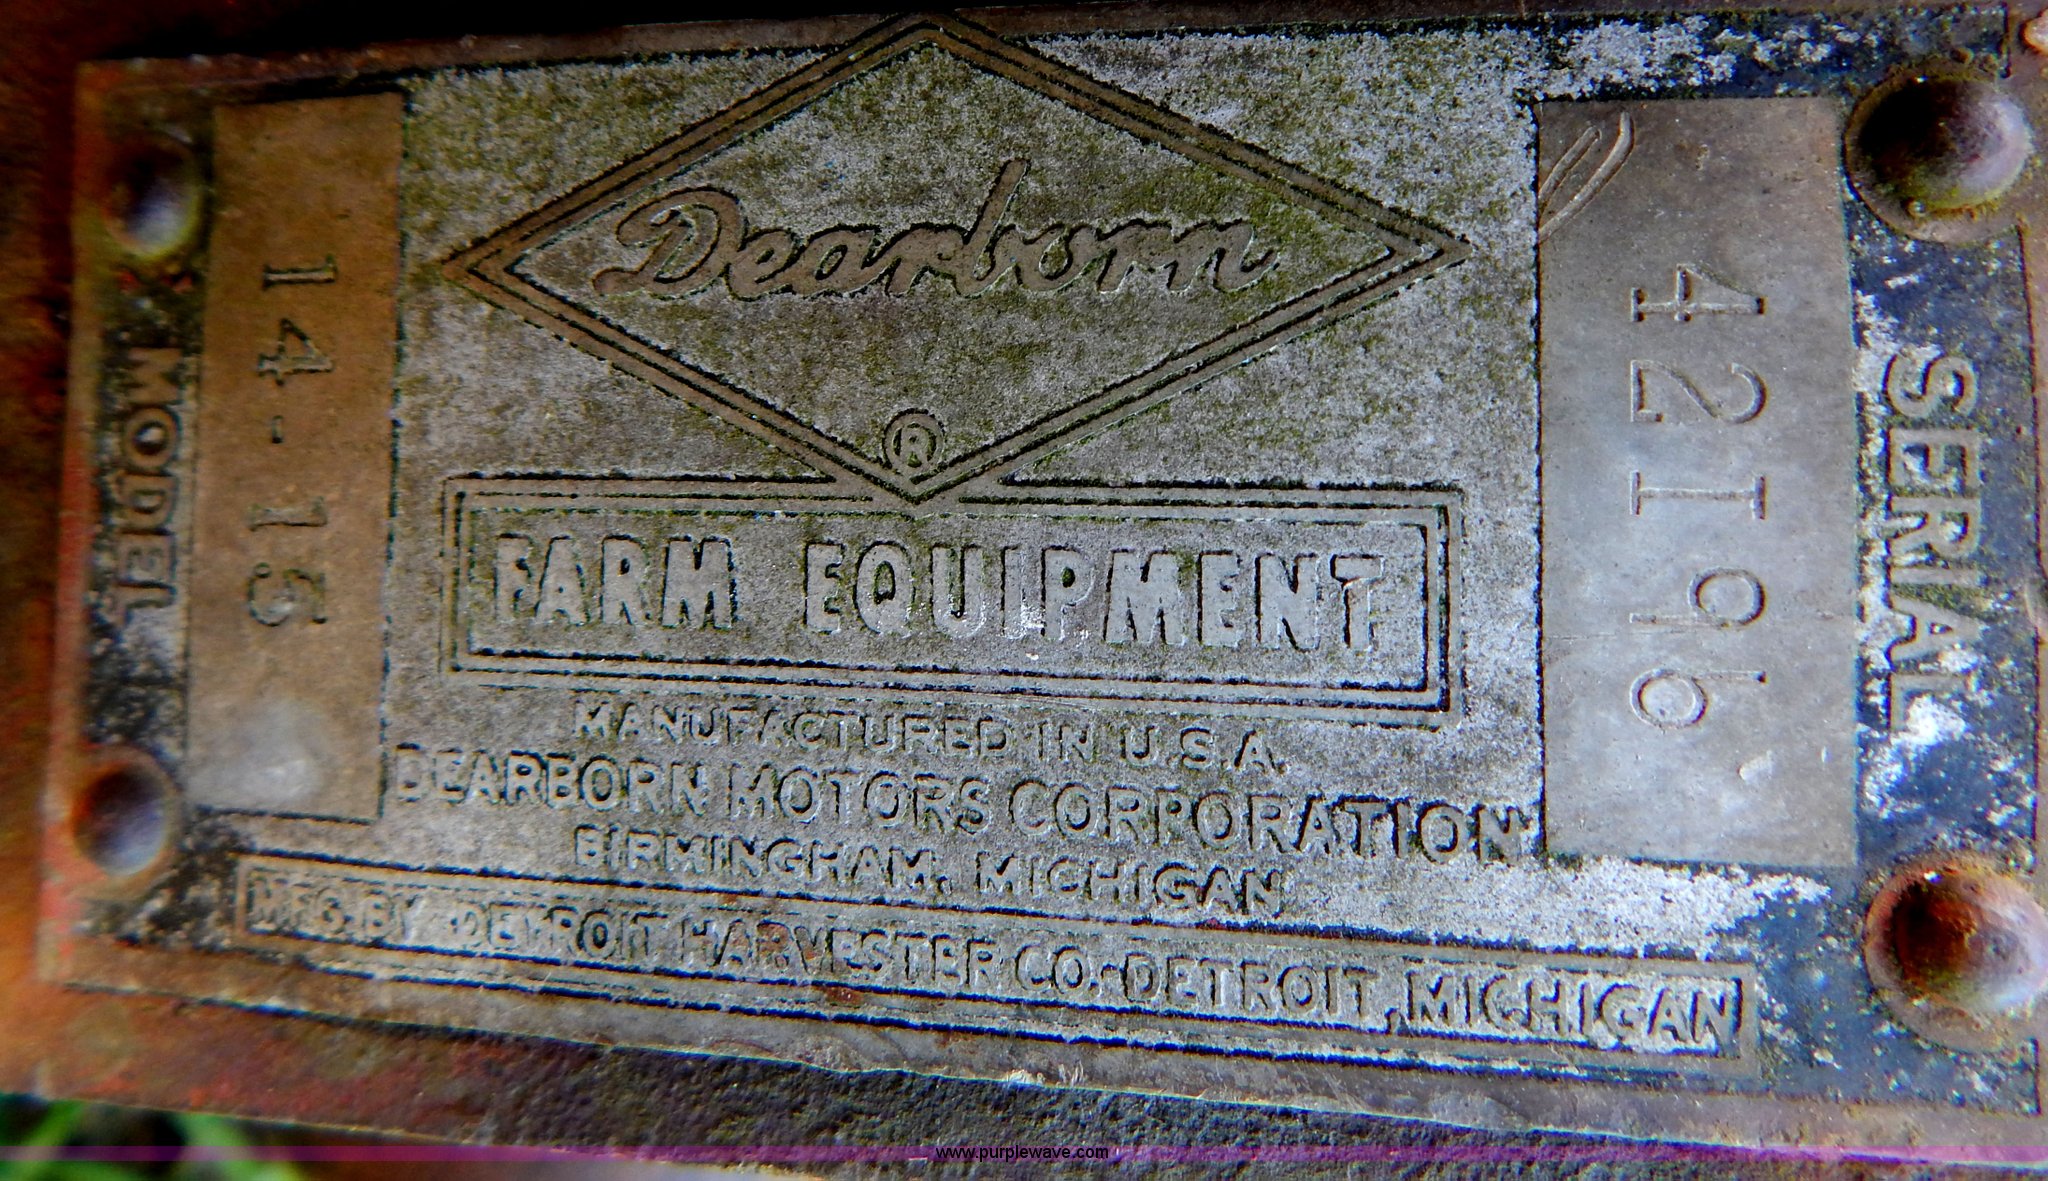 MODEL
14-15
Dearborn
®
FARM EQUIPMENT
MANUFACTURED IN U.S.A.
DEARBORN MOTORS CORPORATION
BIRMINGHAM, MICHIGAN
MFG. BY DETROIT HARVESTER CO. DETROIT, MICHIGAN
42196
SERIAL
www.purplewave.com